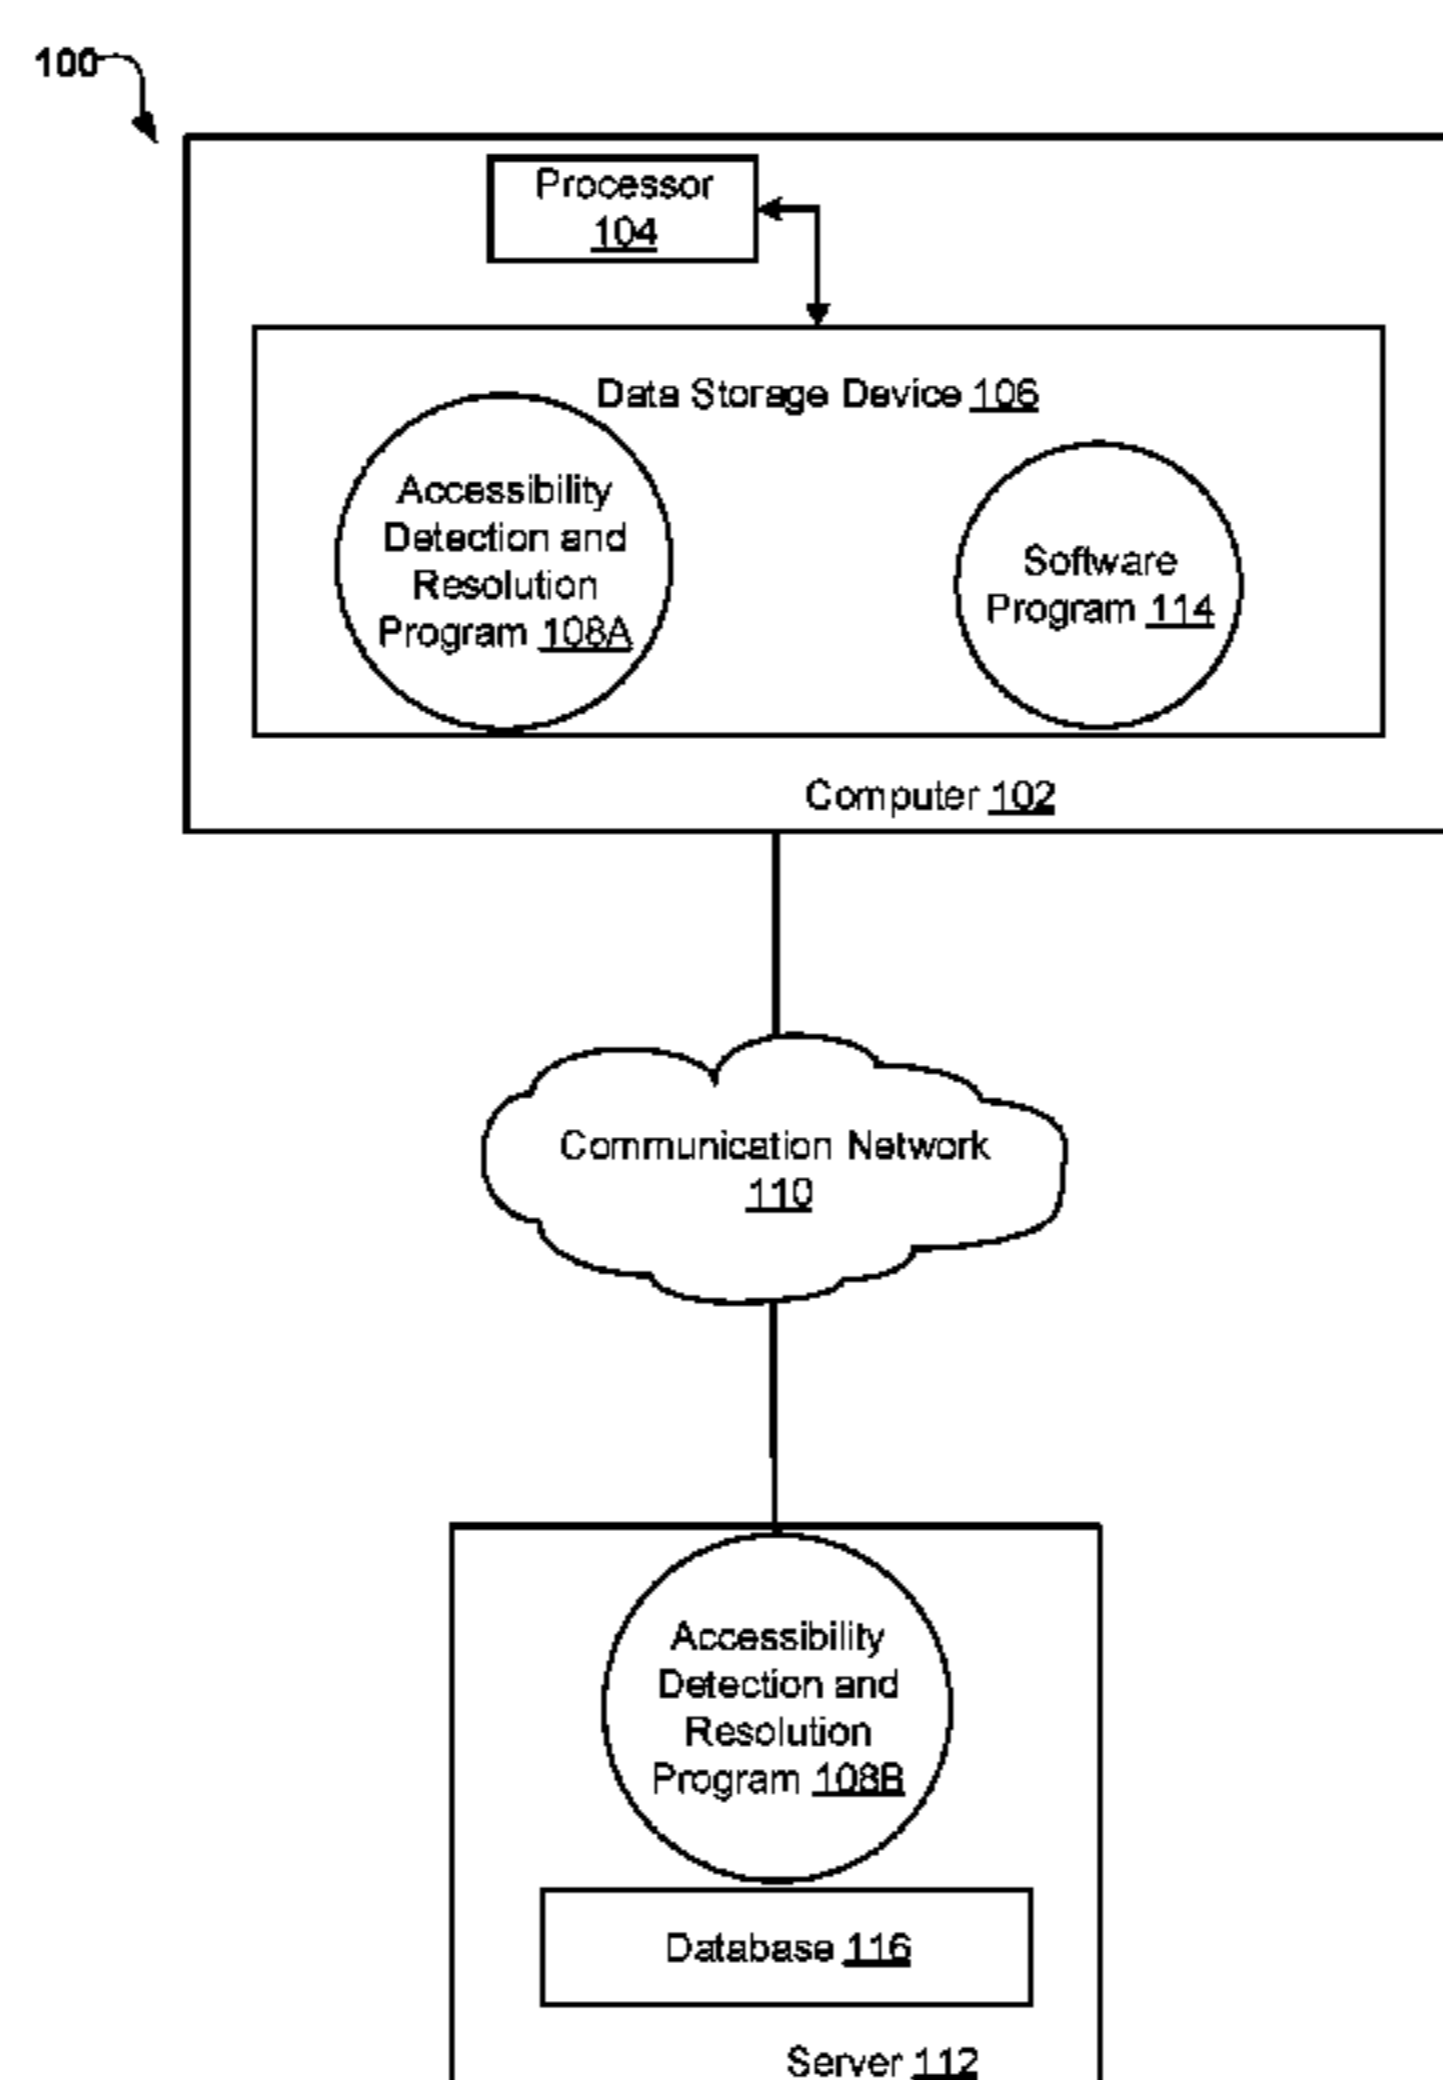 100
Processor
104
Data Storage Device 106
Accessibility
Detection and
Resolution
Program 108A
Software
Program 114
Computer 102
Communication Network
110
Accessibility
Detection and
Resolution
Program 108B
Database 116
Server 112